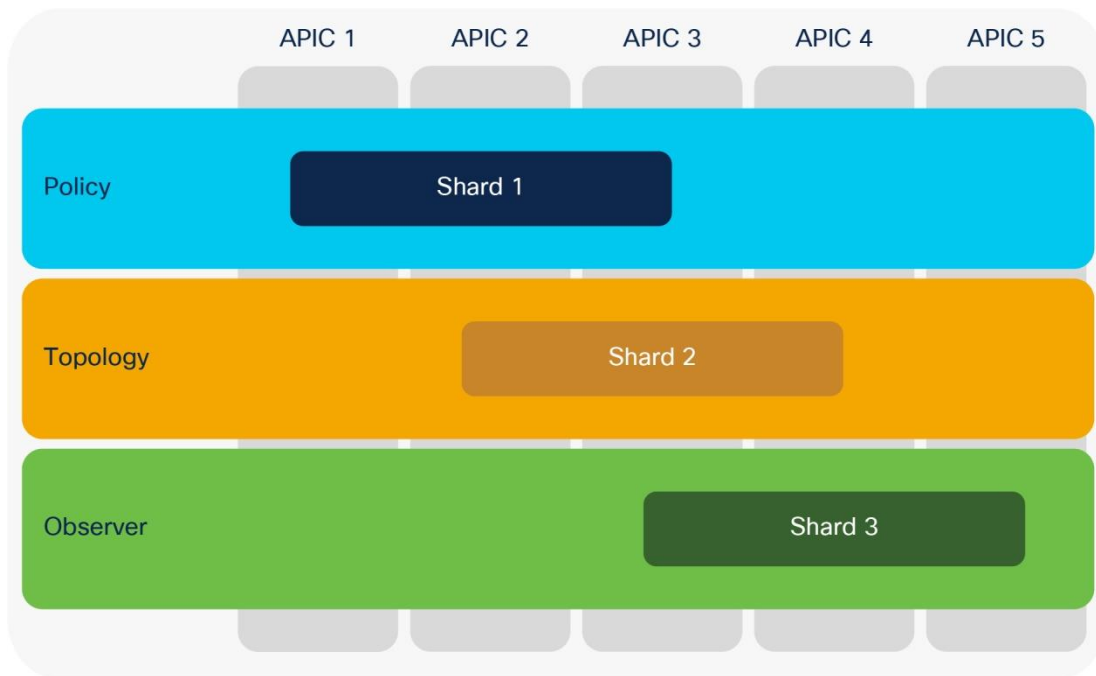 APIC 1 APIC 2 APIC 3 APIC 4 APIC 5
Policy Shard 1
Topology Shard 2
Observer Shard 3